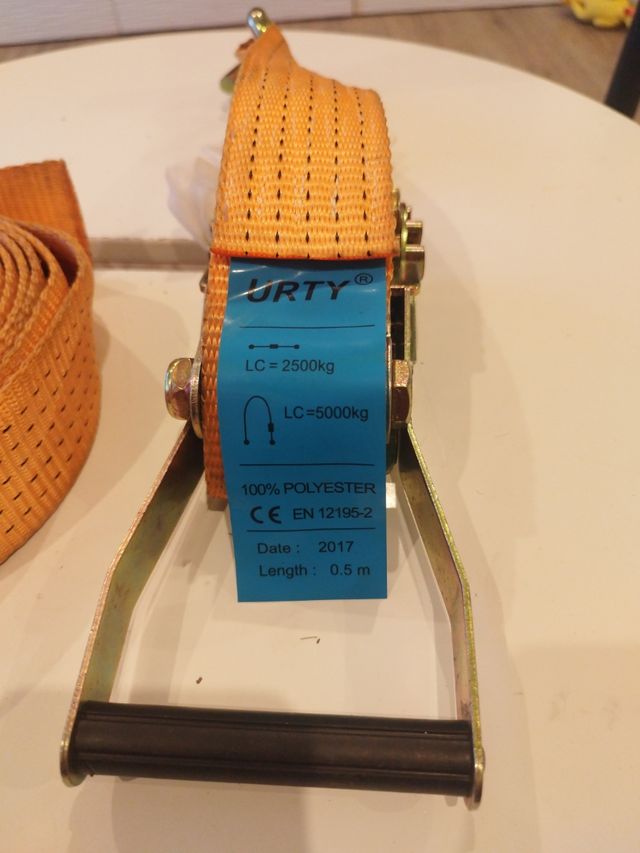 URTY®
LC = 2500kg
LC=5000kg
100% POLYESTER
CE EN 12195-2
Date : 2017
Length : 0.5 m